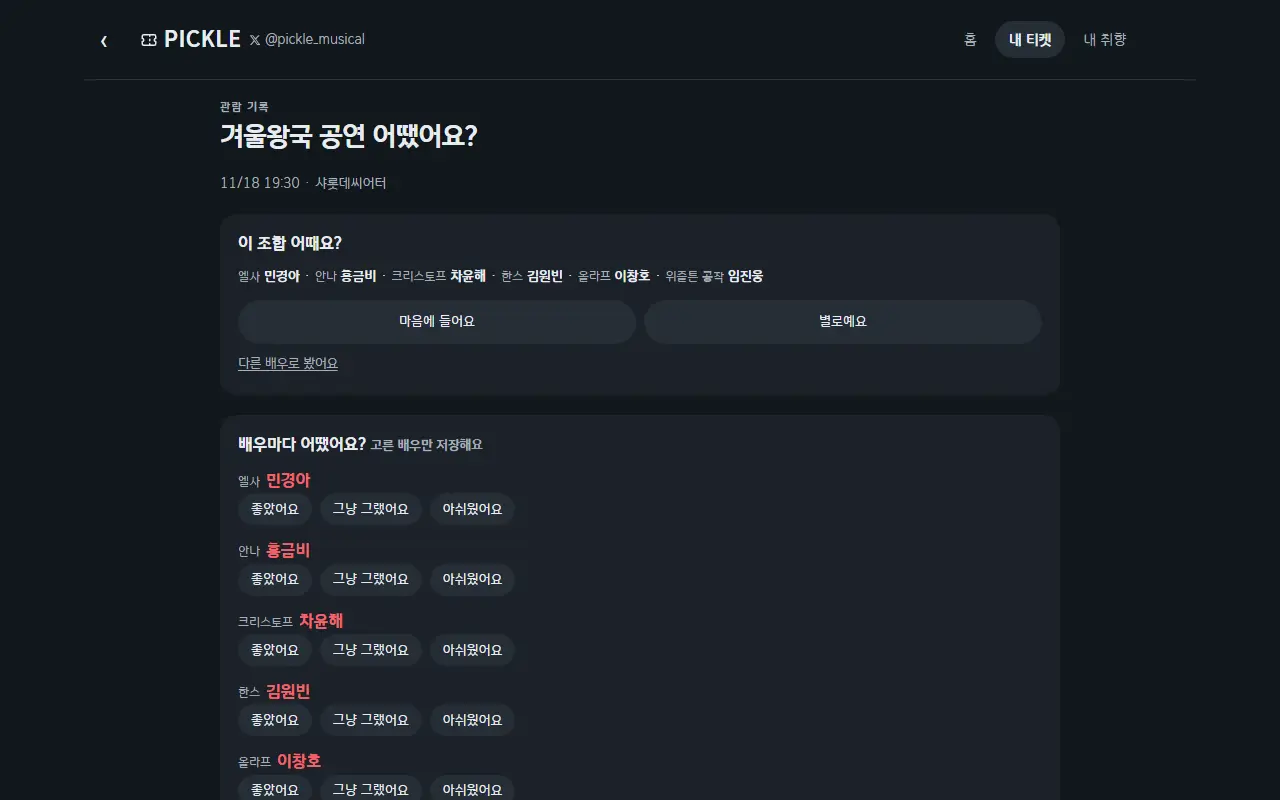 ‹ PICKLE 𝕏 @pickle_musical 홈 내 티켓 내 취향
관람 기록
겨울왕국 공연 어땠어요?
11/18 19:30 · 샤롯데씨어터
이 조합 어때요?
엘사 민경아 · 안나 홍금비 · 크리스토프 차윤해 · 한스 김원빈 · 올라프 이창호 · 위즐튼 공작 임진웅
마음에 들어요 별로예요
다른 배우로 봤어요
배우마다 어땠어요? 고른 배우만 저장해요
엘사 민경아
좋았어요 그냥 그랬어요 아쉬웠어요
안나 홍금비
좋았어요 그냥 그랬어요 아쉬웠어요
크리스토프 차윤해
좋았어요 그냥 그랬어요 아쉬웠어요
한스 김원빈
좋았어요 그냥 그랬어요 아쉬웠어요
올라프 이창호
좋았어요 그냥 그랬어요 아쉬웠어요